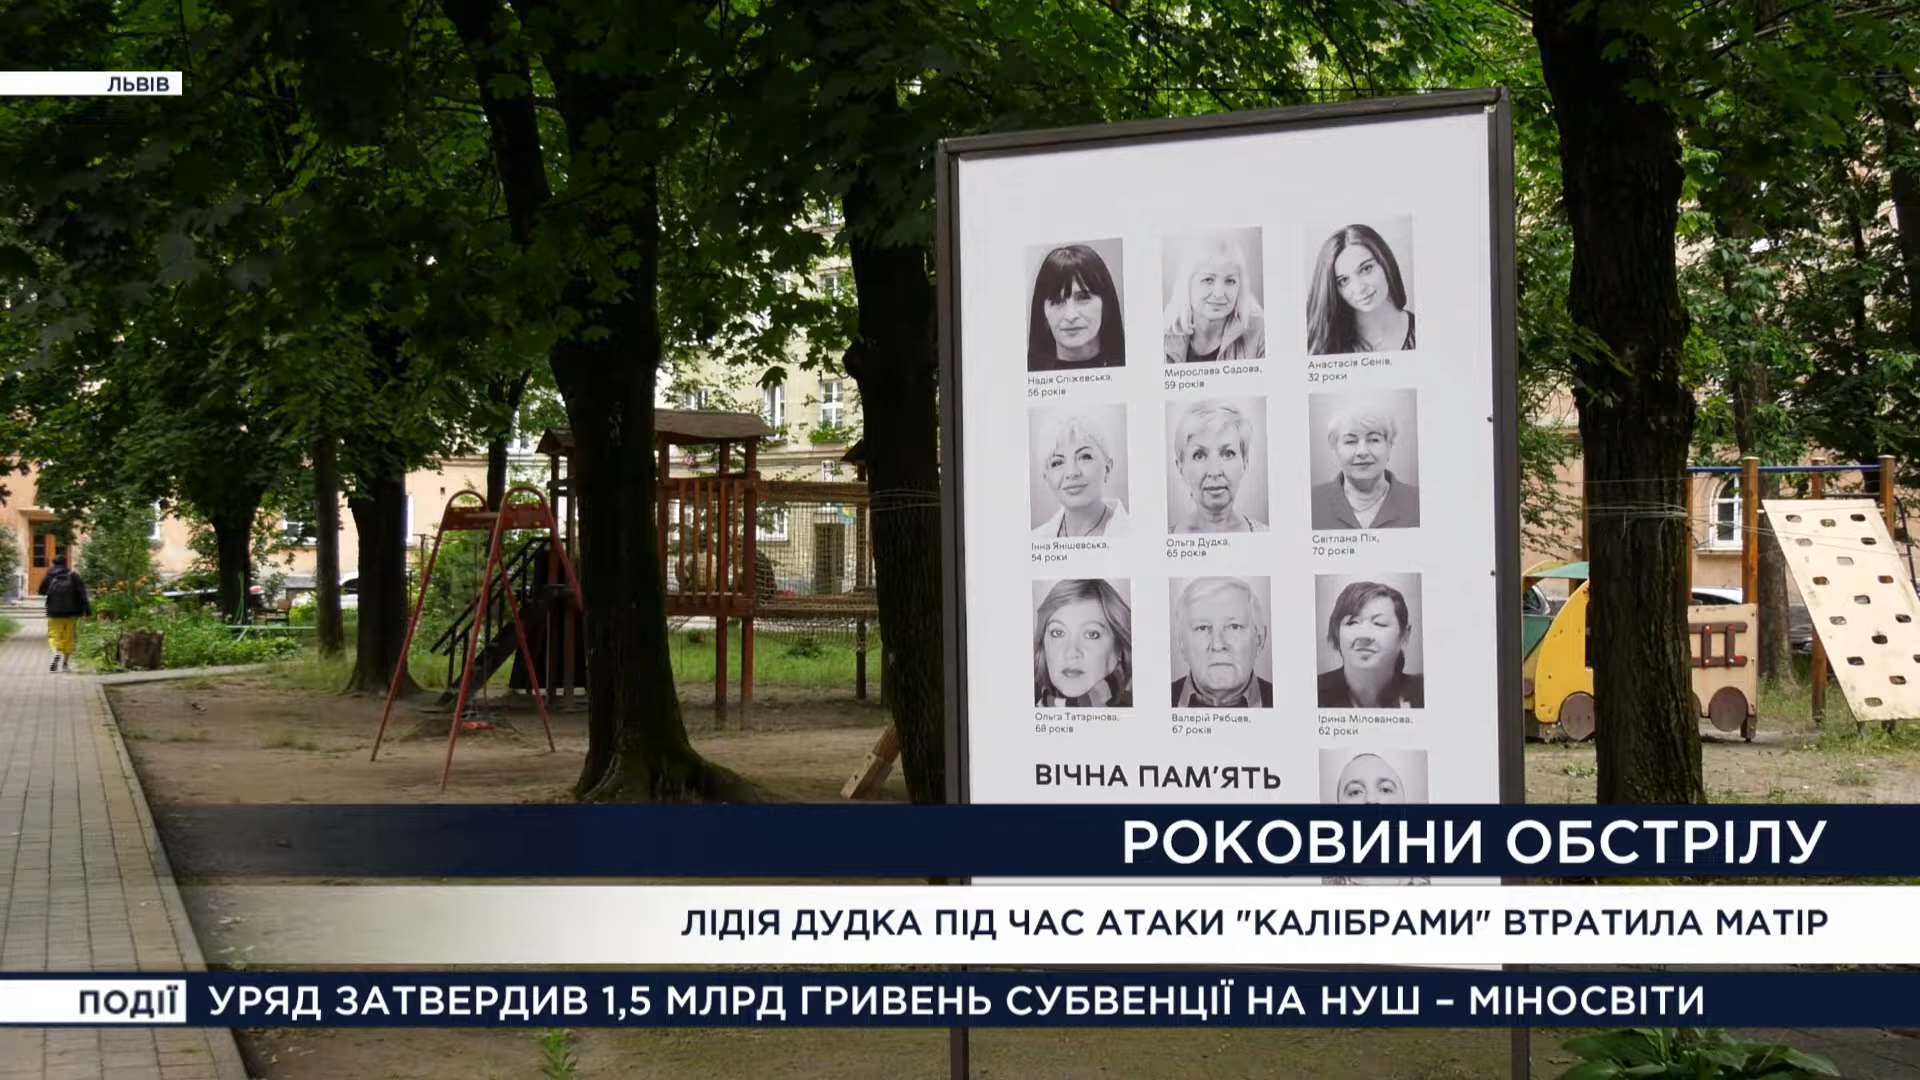 ЛЬВІВ
Надія Спіжевська,
56 років
Мирослава Садова,
59 років
Анастасія Сенів,
32 роки
Інна Янішевська,
54 роки
Ольга Дудка,
65 років
Світлана Піх,
70 років
Ольга Татарінова,
68 років
Валерій Рябцев,
67 років
Ірина Мілованова,
62 роки
ВІЧНА ПАМ'ЯТЬ
РОКОВИНИ ОБСТРІЛУ
ЛІДІЯ ДУДКА ПІД ЧАС АТАКИ "КАЛІБРАМИ" ВТРАТИЛА МАТІР
ПОДІЇ УРЯД ЗАТВЕРДИВ 1,5 МЛРД ГРИВЕНЬ СУБВЕНЦІЇ НА НУШ – МІНОСВІТИ